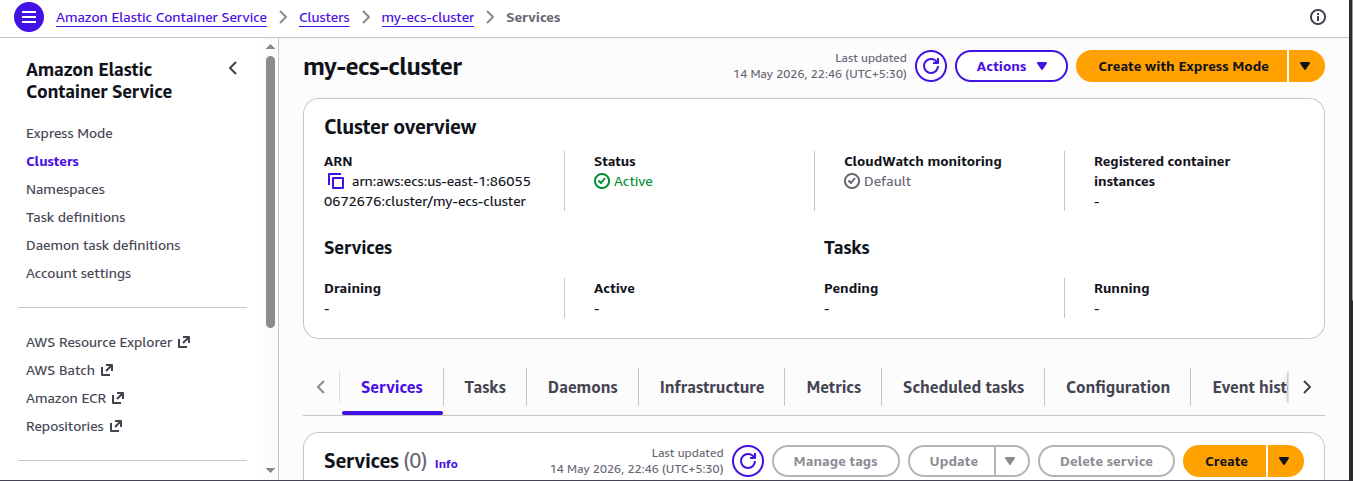 Amazon Elastic Container Service > Clusters > my-ecs-cluster > Services
Amazon Elastic
Container Service
Express Mode
Clusters
Namespaces
Task definitions
Daemon task definitions
Account settings
AWS Resource Explorer
AWS Batch
Amazon ECR
Repositories
my-ecs-cluster
Last updated
14 May 2026, 22:46 (UTC+5:30)
Actions
Create with Express Mode
Cluster overview
ARN
arn:aws:ecs:us-east-1:86055
0672676:cluster/my-ecs-cluster
Status
Active
CloudWatch monitoring
Default
Registered container
instances
-
Services
Draining
-
Active
-
Tasks
Pending
-
Running
-
Services
Tasks
Daemons
Infrastructure
Metrics
Scheduled tasks
Configuration
Event hist
Services (0) Info
Last updated
14 May 2026, 22:46 (UTC+5:30)
Manage tags
Update
Delete service
Create